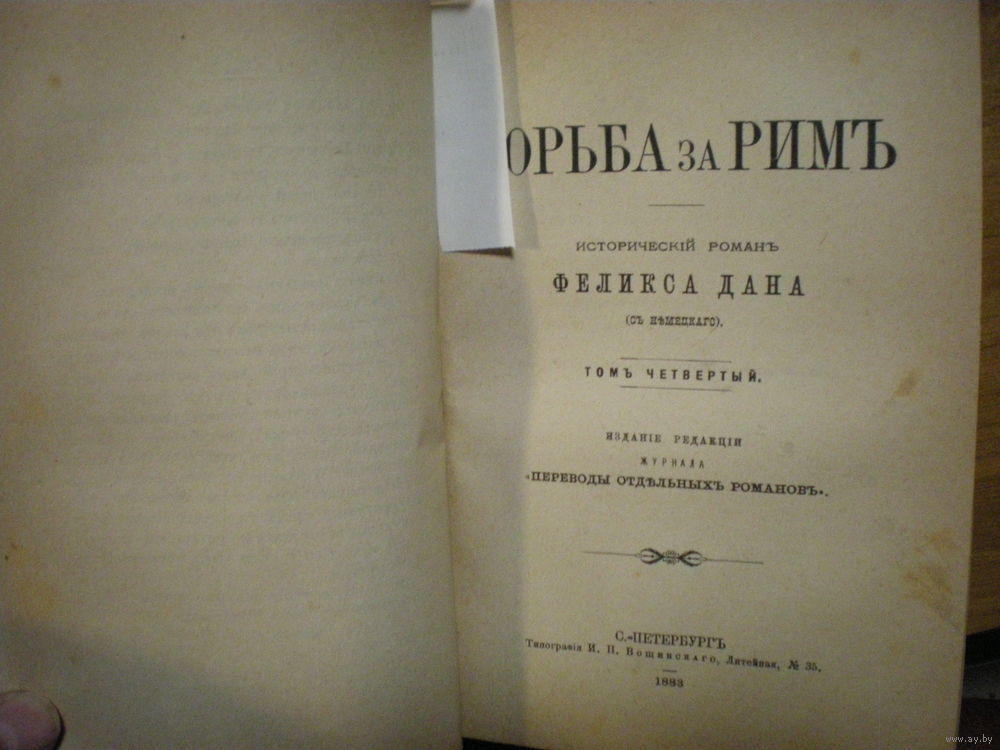 ОРЬБА ЗА РИМЪ
ИСТОРИЧЕСКІЙ РОМАНЪ
ФЕЛИКСА ДАНА
(СЪ НѢМЕЦКАГО).
ТОМЪ ЧЕТВЕРТЫЙ.
ИЗДАНІЕ РЕДАКЦІИ
ЖУРНАЛА
«ПЕРЕВОДЫ ОТДѢЛЬНЫХЪ РОМАНОВЪ».
С.-ПЕТЕРБУРГЪ
Типографія И. П. Вощинскаго, Литейная, № 35.
1883
www.ay.by